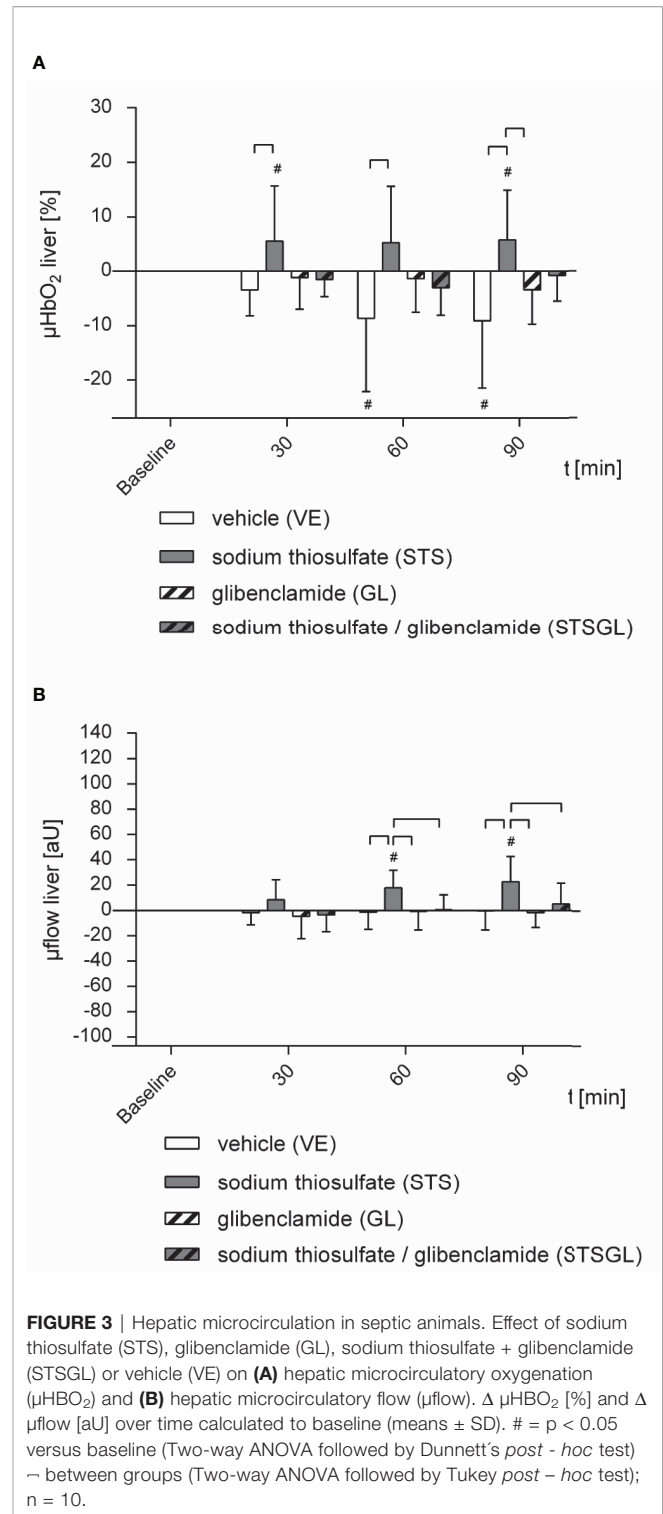 A
30
20
10
0
-10
-20
µHbO₂ liver [%]
#
#
#
#
Baseline
30
60
90
t [min]
vehicle (VE)
sodium thiosulfate (STS)
glibenclamide (GL)
sodium thiosulfate / glibenclamide (STSGL)
B
140
120
100
80
60
40
20
0
-20
-40
-60
-80
-100
µflow liver [aU]
#
#
Baseline
30
60
90
t [min]
vehicle (VE)
sodium thiosulfate (STS)
glibenclamide (GL)
sodium thiosulfate / glibenclamide (STSGL)
FIGURE 3 | Hepatic microcirculation in septic animals. Effect of sodium
thiosulfate (STS), glibenclamide (GL), sodium thiosulfate + glibenclamide
(STSGL) or vehicle (VE) on (A) hepatic microcirculatory oxygenation
(µHBO₂) and (B) hepatic microcirculatory flow (µflow). Δ µHBO₂ [%] and Δ
µflow [aU] over time calculated to baseline (means ± SD). # = p < 0.05
versus baseline (Two-way ANOVA followed by Dunnett´s post - hoc test)
¬ between groups (Two-way ANOVA followed by Tukey post – hoc test);
n = 10.